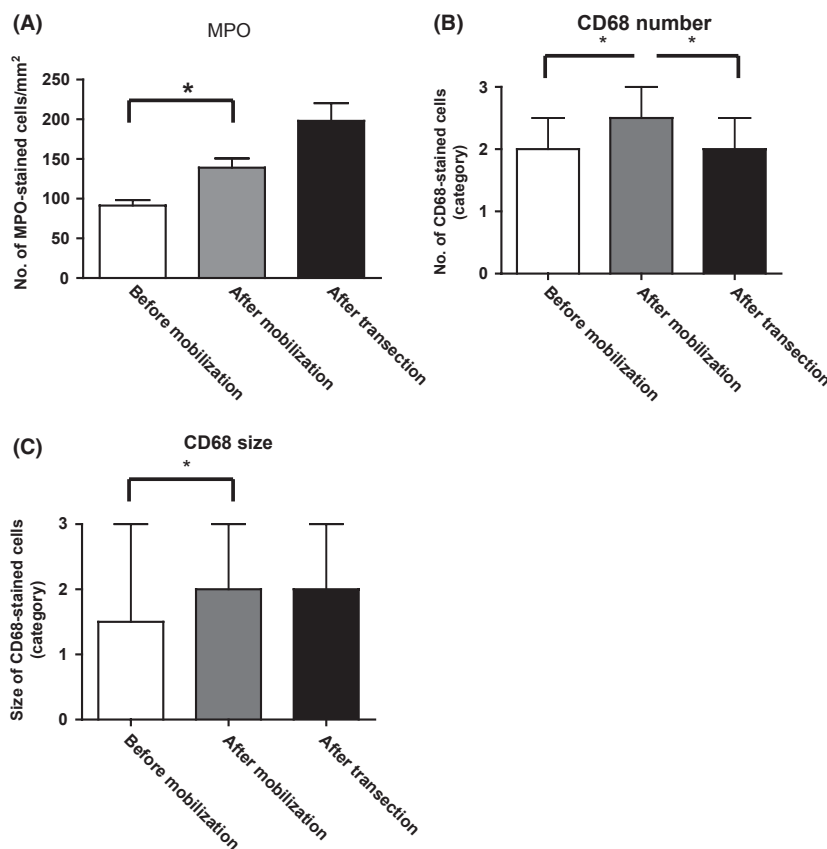 (A)
MPO
No. of MPO-stained cells/mm²
250
200
150
100
50
0
*
Before mobilization
After mobilization
After transection
(B)
CD68 number
No. of CD68-stained cells
(category)
3
2
1
0
*
*
Before mobilization
After mobilization
After transection
(C)
CD68 size
Size of CD68-stained cells
(category)
3
2
1
0
*
Before mobilization
After mobilization
After transection